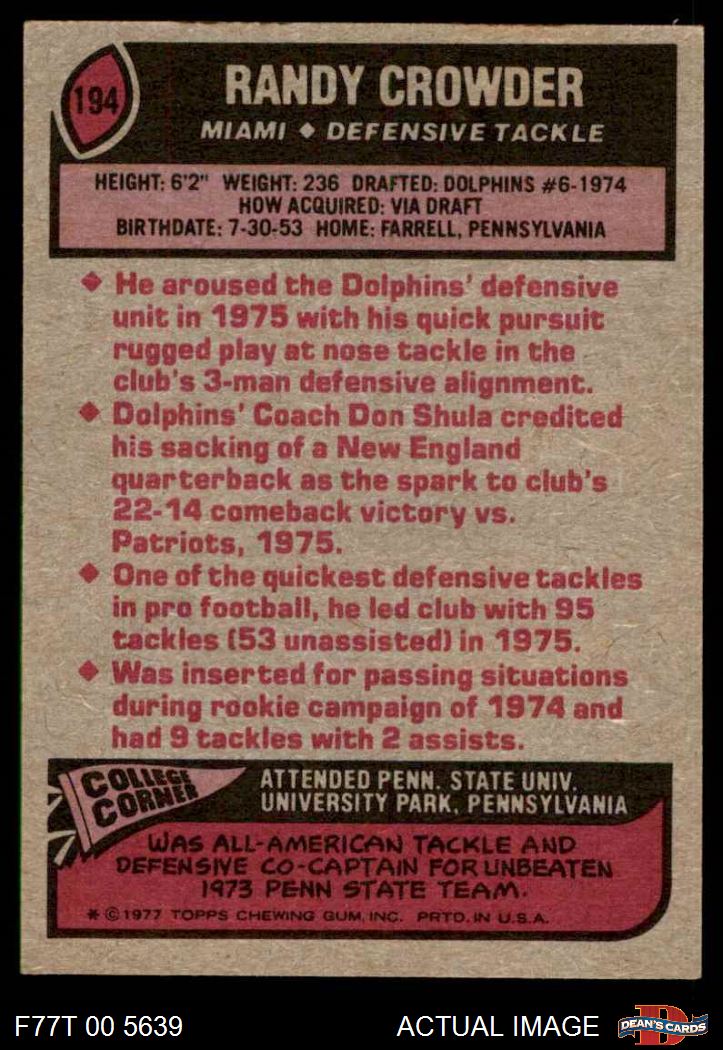 194
RANDY CROWDER
MIAMI ◆ DEFENSIVE TACKLE
HEIGHT: 6'2" WEIGHT: 236 DRAFTED: DOLPHINS #6-1974
HOW ACQUIRED: VIA DRAFT
BIRTHDATE: 7-30-53 HOME: FARRELL, PENNSYLVANIA
◆ He aroused the Dolphins' defensive
unit in 1975 with his quick pursuit
rugged play at nose tackle in the
club's 3-man defensive alignment.
◆ Dolphins' Coach Don Shula credited
his sacking of a New England
quarterback as the spark to club's
22-14 comeback victory vs.
Patriots, 1975.
◆ One of the quickest defensive tackles
in pro football, he led club with 95
tackles (53 unassisted) in 1975.
◆ Was inserted for passing situations
during rookie campaign of 1974 and
had 9 tackles with 2 assists.
COLLEGE
CORNER
ATTENDED PENN. STATE UNIV.
UNIVERSITY PARK, PENNSYLVANIA
WAS ALL-AMERICAN TACKLE AND
DEFENSIVE CO-CAPTAIN FOR UNBEATEN
1973 PENN STATE TEAM.
* © 1977 TOPPS CHEWING GUM, INC. PRTD. IN U.S.A.
F77T 00 5639
ACTUAL IMAGE
D
DEAN'S CARDS